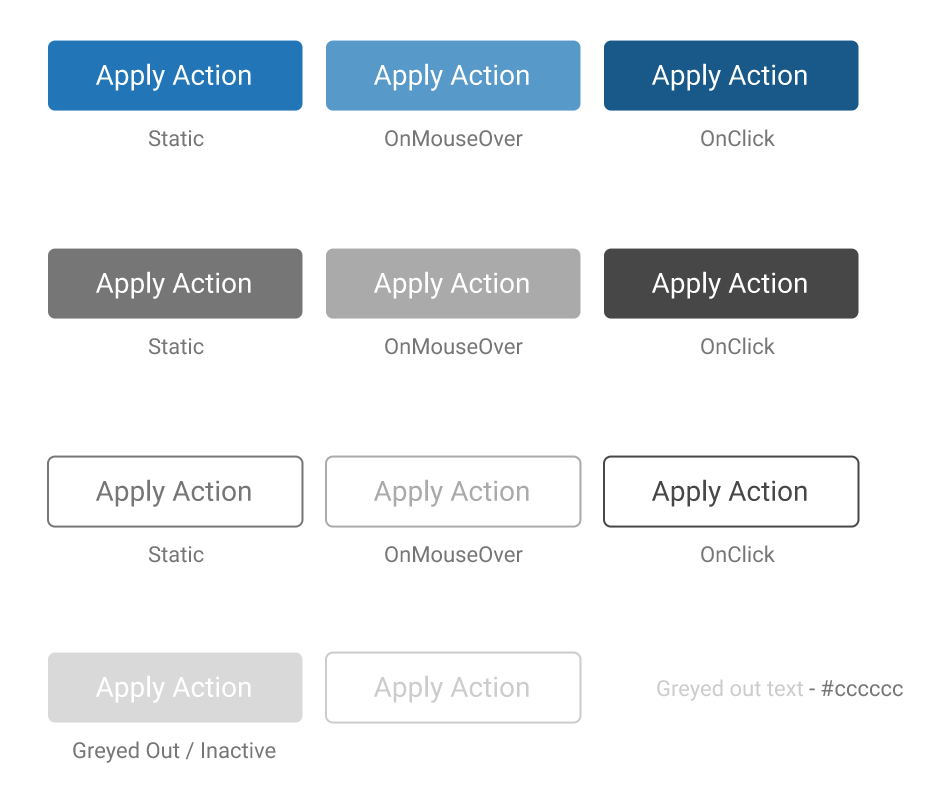 Apply Action
Apply Action
Apply Action
Static
OnMouseOver
OnClick
Apply Action
Apply Action
Apply Action
Static
OnMouseOver
OnClick
Apply Action
Apply Action
Apply Action
Static
OnMouseOver
OnClick
Apply Action
Apply Action
Greyed out text - #cccccc
Greyed Out / Inactive